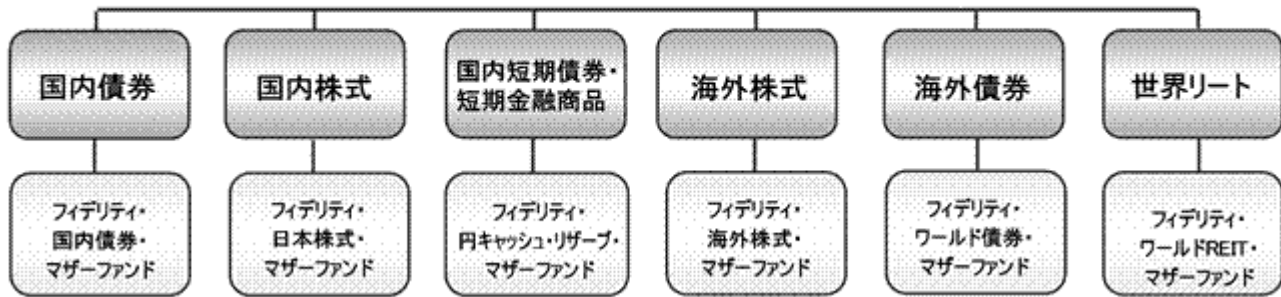 国内債券
国内株式
国内短期債券・
短期金融商品
海外株式
海外債券
世界リート
フィデリティ・
国内債券・
マザーファンド
フィデリティ・
日本株式・
マザーファンド
フィデリティ・
円キャッシュ・リザーブ・
マザーファンド
フィデリティ・
海外株式・
マザーファンド
フィデリティ・
ワールド債券・
マザーファンド
フィデリティ・
ワールドREIT・
マザーファンド